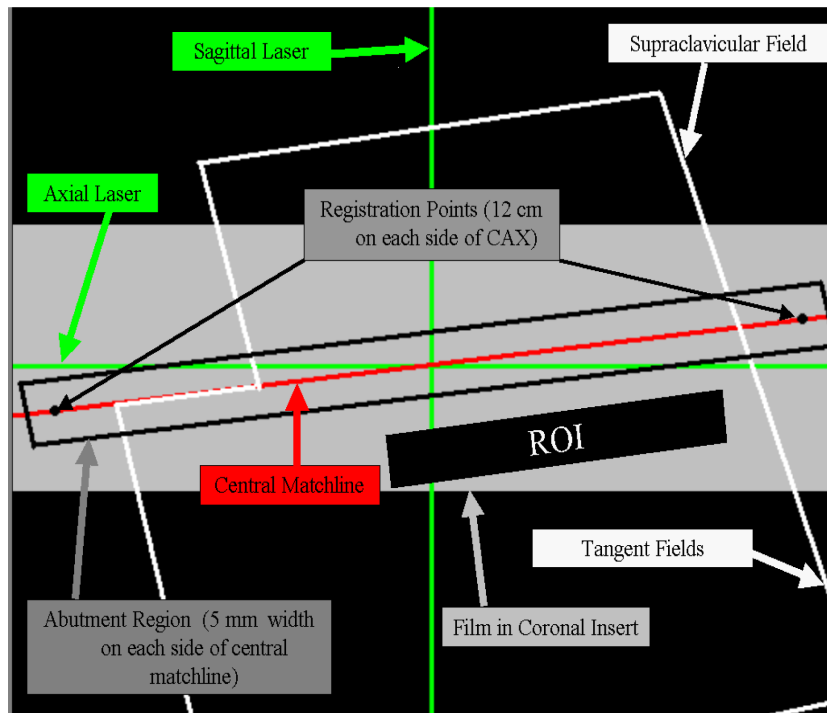 Sagittal Laser
Supraclavicular Field
Axial Laser
Registration Points (12 cm
on each side of CAX)
ROI
Central Matchline
Tangent Fields
Abutment Region (5 mm width
on each side of central
matchline)
Film in Coronal Insert